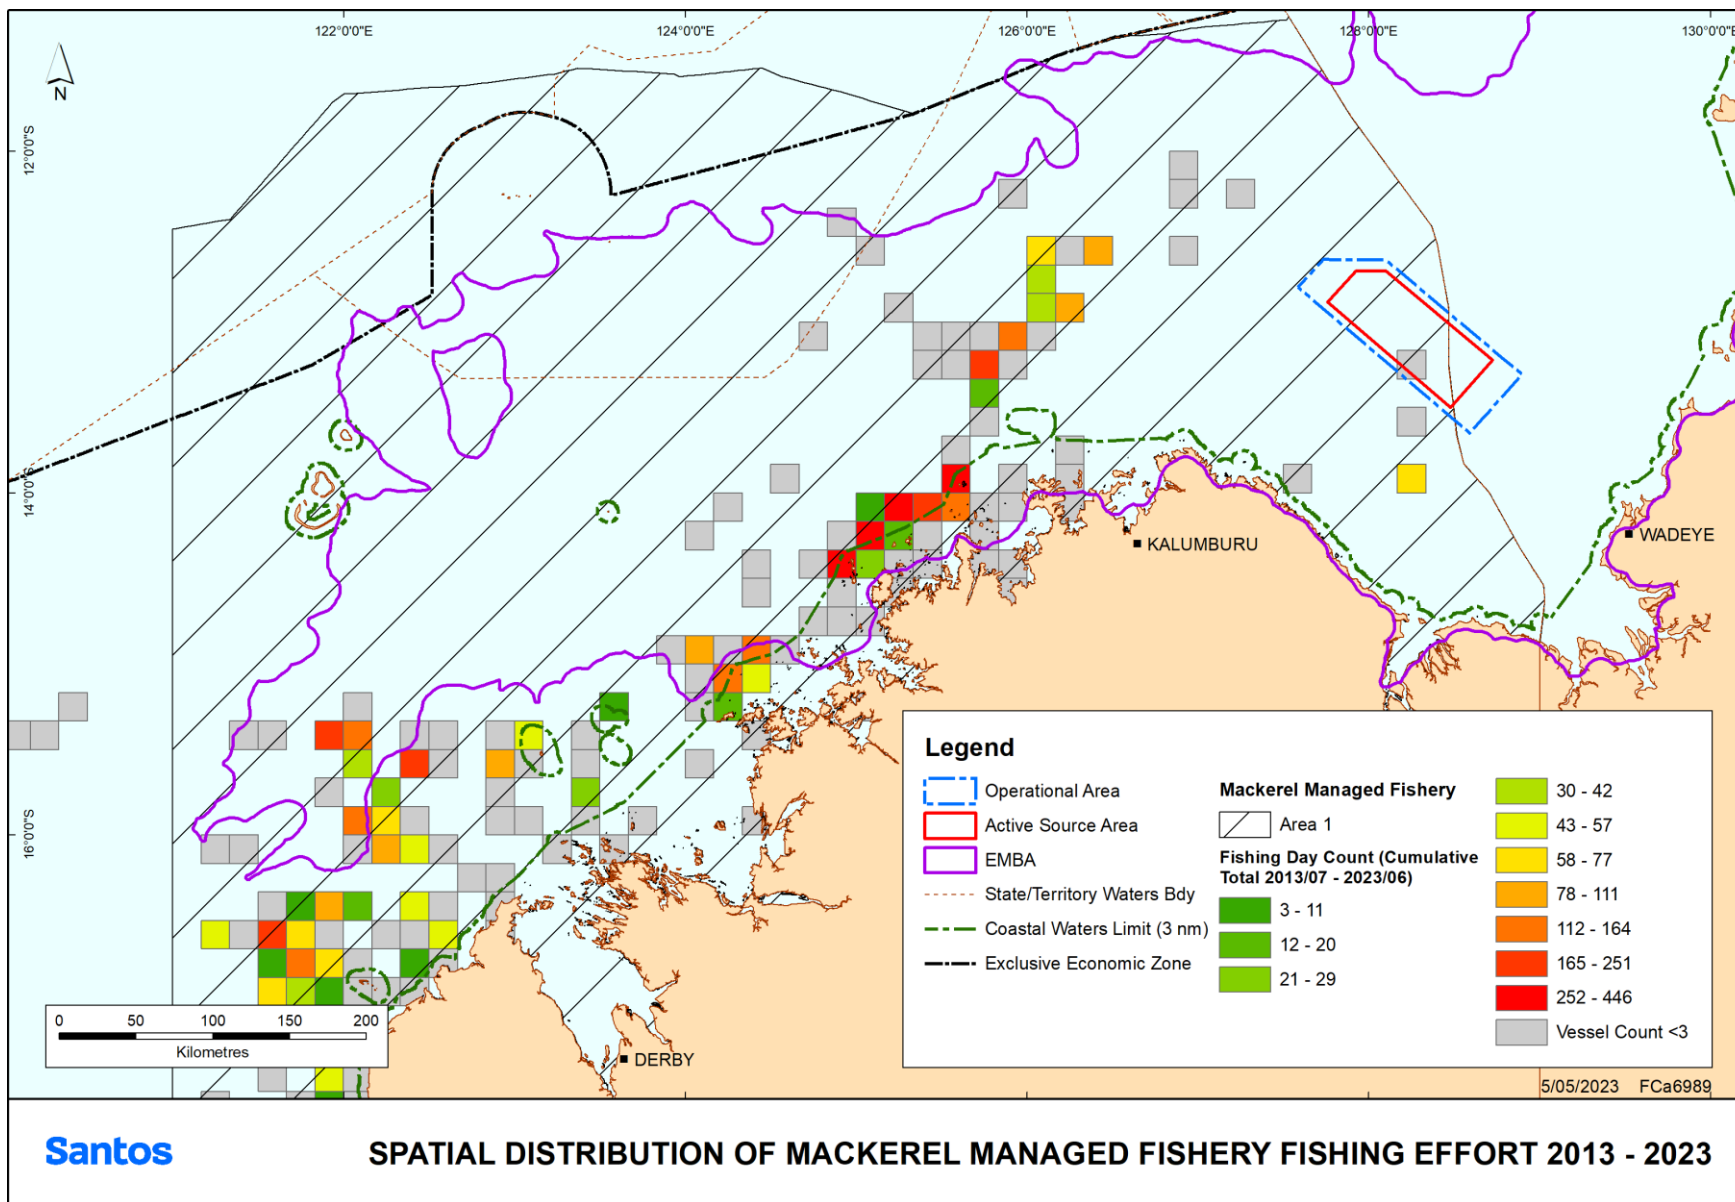 122°0'0"E
124°0'0"E
126°0'0"E
128°0'0"E
130°0'0"E
N
12°0'0"S
14°0'0"S
16°0'0"S
KALUMBURU
WADEYE
DERBY
0 50 100 150 200
Kilometres
Legend
Operational Area
Active Source Area
EMBA
State/Territory Waters Bdy
Coastal Waters Limit (3 nm)
Exclusive Economic Zone
Mackerel Managed Fishery
Area 1
Fishing Day Count (Cumulative
Total 2013/07 - 2023/06)
3 - 11
12 - 20
21 - 29
30 - 42
43 - 57
58 - 77
78 - 111
112 - 164
165 - 251
252 - 446
Vessel Count <3
5/05/2023 FCa6989
Santos
SPATIAL DISTRIBUTION OF MACKEREL MANAGED FISHERY FISHING EFFORT 2013 - 2023